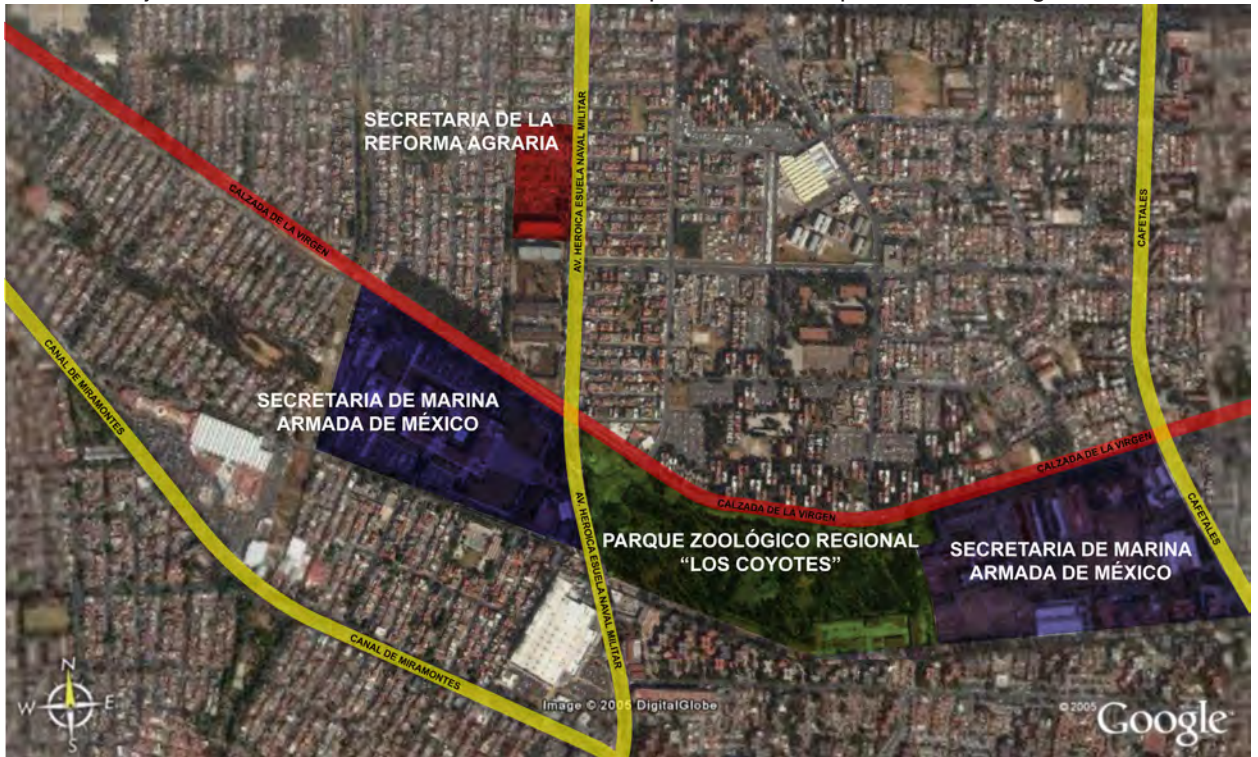 SECRETARIA DE LA
REFORMA AGRARIA
AV. HEROICA ESUELA NAVAL MILITAR
CAFETALES
CALZADA DE LA VIRGEN
CANAL DE MIRAMONTES
SECRETARIA DE MARINA
ARMADA DE MÉXICO
CALZADA DE LA VIRGEN
CALZADA DE LA VIRGEN
CAFETALES
AV. HEROICA ESUELA NAVAL MILITAR
PARQUE ZOOLÓGICO REGIONAL
“LOS COYOTES”
SECRETARIA DE MARINA
ARMADA DE MÉXICO
CANAL DE MIRAMONTES
N
W E
S
Image © 2005 DigitalGlobe
© 2005 Google